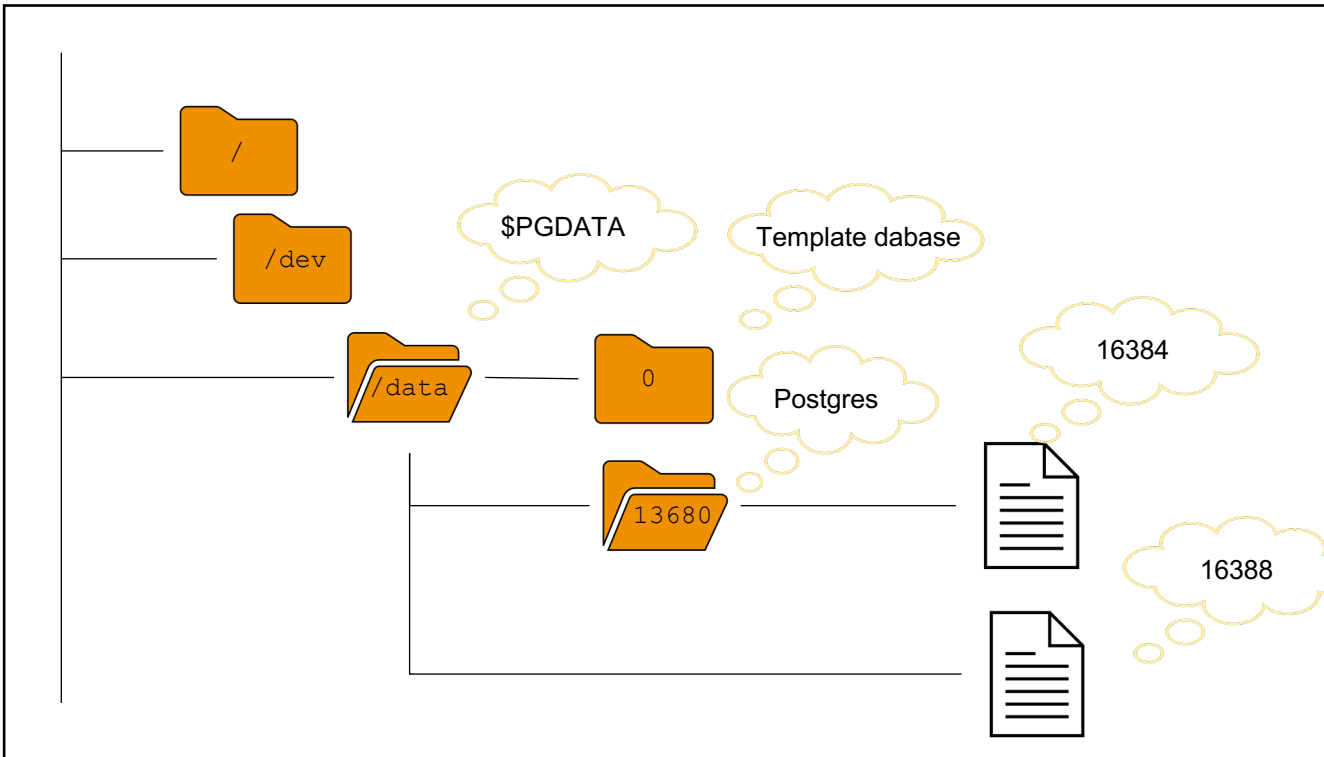 /
$PGDATA
Template dabase
/dev
16384
/data
0
Postgres
13680
16388